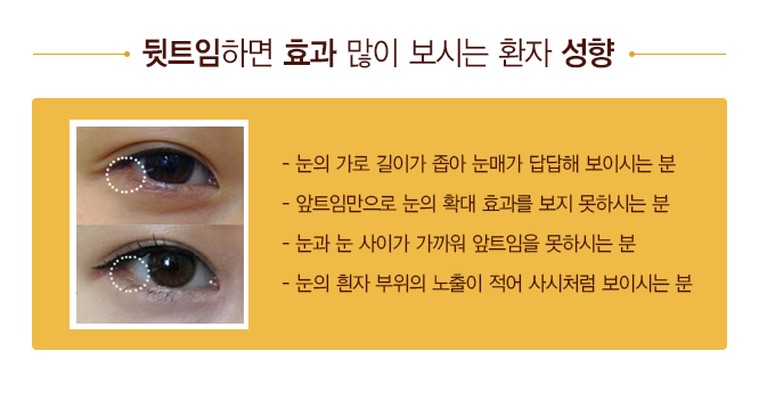 뒷트임하면 효과 많이 보시는 환자 성향
- 눈의 가로 길이가 좁아 눈매가 답답해 보이시는 분
- 앞트임만으로 눈의 확대 효과를 보지 못하시는 분
- 눈과 눈 사이가 가까워 앞트임을 못하시는 분
- 눈의 흰자 부위의 노출이 적어 사시처럼 보이시는 분